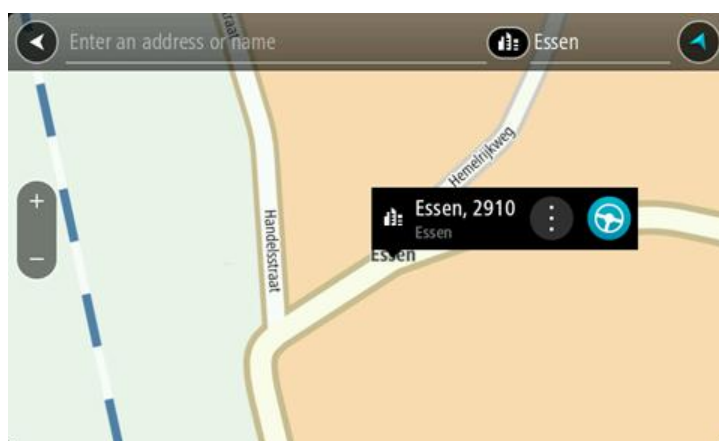 Enter an address or name
Essen
Hemelrijkweg
Essen, 2910
Essen
Essen
Handelsstraat